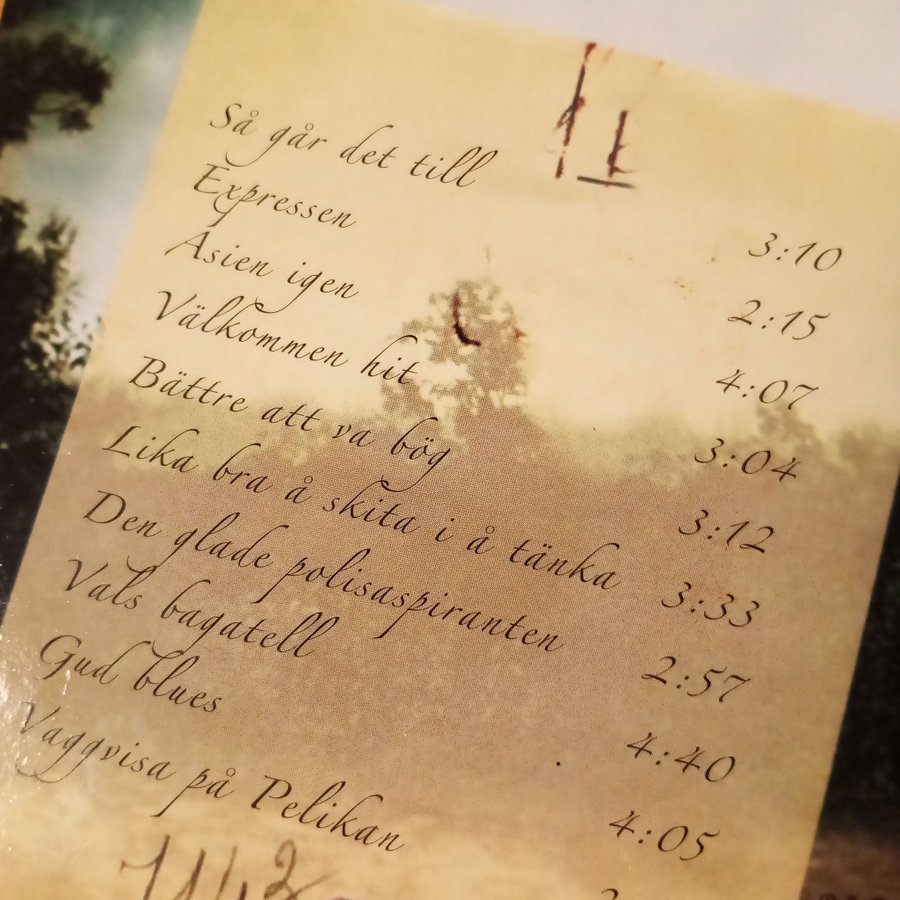 Så går det till 3:10
Expressen 2:15
Asien igen 4:07
Välkommen hit 3:04
Bättre att va bög 3:12
Lika bra å skita i å tänka 3:33
Den glade polisaspiranten 2:57
Vals bagatell 4:40
Gud blues 4:05
Vaggvisa på Pelikan